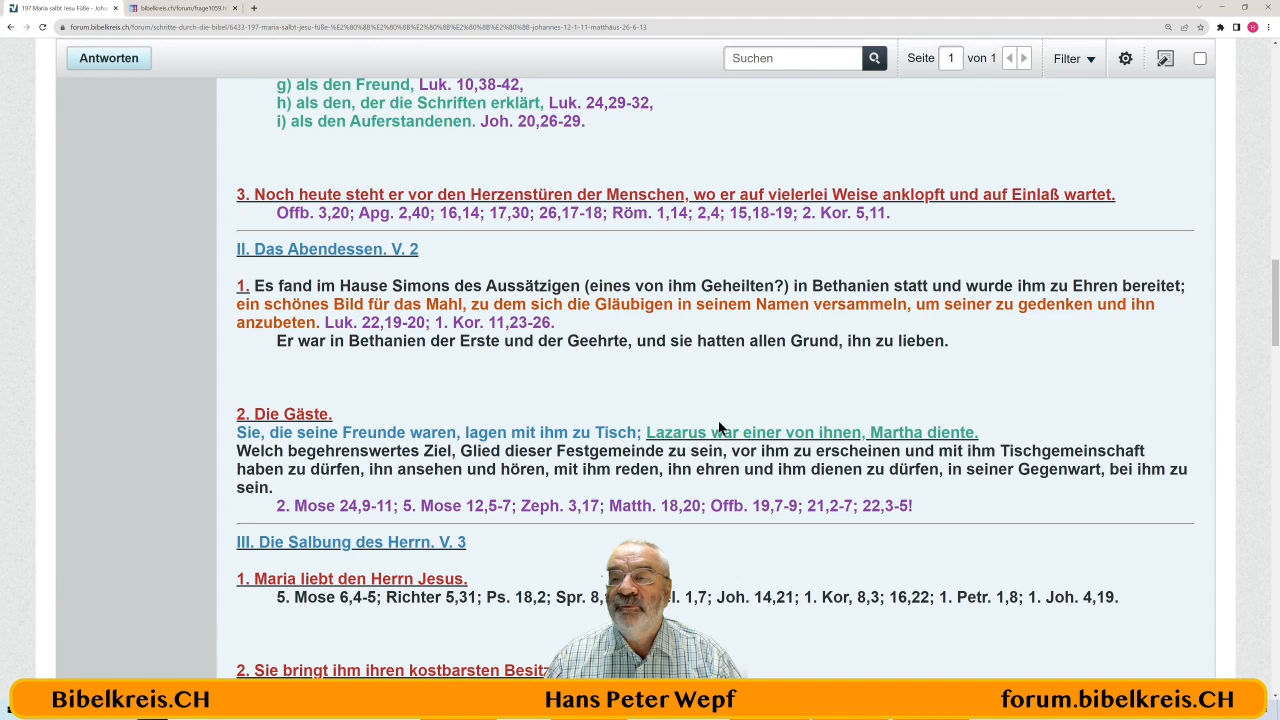 197.Maria salbt Jesu Füße - Johann
bibelkreis.ch/forum/frage1059.h
forum.bibelkreis.ch/forum/schritte-durch-die-bibel/6433-197-maria-salbt-jesu-füße-%E2%80%8B%E2%80%8B%E2%80%8B%E2%80%8B%E2%80%8B%E2%80%8B-johannes-12-1-11-matthäus-26-6-13
Antworten
Suchen
Seite 1 von 1
Filter
g) als den Freund, Luk. 10,38-42,
h) als den, der die Schriften erklärt, Luk. 24,29-32,
i) als den Auferstandenen. Joh. 20,26-29.
3. Noch heute steht er vor den Herzenstüren der Menschen, wo er auf vielerlei Weise anklopft und auf Einlaß wartet.
Offb. 3,20; Apg. 2,40; 16,14; 17,30; 26,17-18; Röm. 1,14; 2,4; 15,18-19; 2. Kor. 5,11.
II. Das Abendessen. V. 2
1. Es fand im Hause Simons des Aussätzigen (eines von ihm Geheilten?) in Bethanien statt und wurde ihm zu Ehren bereitet;
ein schönes Bild für das Mahl, zu dem sich die Gläubigen in seinem Namen versammeln, um seiner zu gedenken und ihn
anzubeten. Luk. 22,19-20; 1. Kor. 11,23-26.
Er war in Bethanien der Erste und der Geehrte, und sie hatten allen Grund, ihn zu lieben.
2. Die Gäste.
Sie, die seine Freunde waren, lagen mit ihm zu Tisch; Lazarus war einer von ihnen, Martha diente.
Welch begehrenswertes Ziel, Glied dieser Festgemeinde zu sein, vor ihm zu erscheinen und mit ihm Tischgemeinschaft
haben zu dürfen, ihn ansehen und hören, mit ihm reden, ihn ehren und ihm dienen zu dürfen, in seiner Gegenwart, bei ihm zu
sein.
2. Mose 24,9-11; 5. Mose 12,5-7; Zeph. 3,17; Matth. 18,20; Offb. 19,7-9; 21,2-7; 22,3-5!
III. Die Salbung des Herrn. V. 3
1. Maria liebt den Herrn Jesus.
5. Mose 6,4-5; Richter 5,31; Ps. 18,2; Spr. 8, 1,7; Joh. 14,21; 1. Kor, 8,3; 16,22; 1. Petr. 1,8; 1. Joh. 4,19.
2. Sie bringt ihm ihren kostbarsten Besitz
Bibelkreis.CH
Hans Peter Wepf
forum.bibelkreis.CH